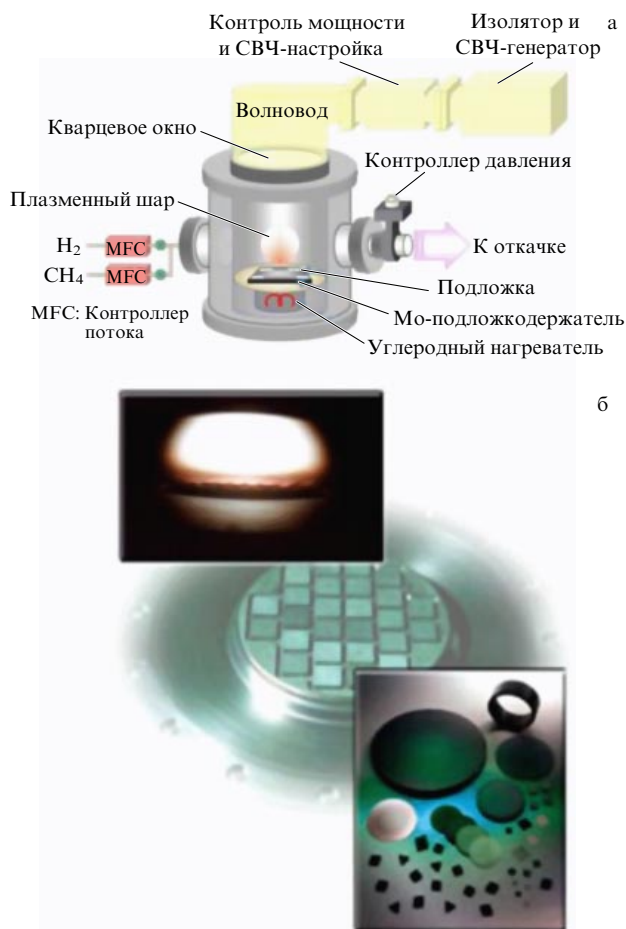 Контроль мощности
и СВЧ-настройка
Изолятор и
СВЧ-генератор
а
Волновод
Кварцевое окно
Контроллер давления
Плазменный шар
H₂
MFC
CH₄
MFC
К откачке
MFC: Контроллер
потока
Подложка
Мо-подложкодержатель
Углеродный нагреватель
б